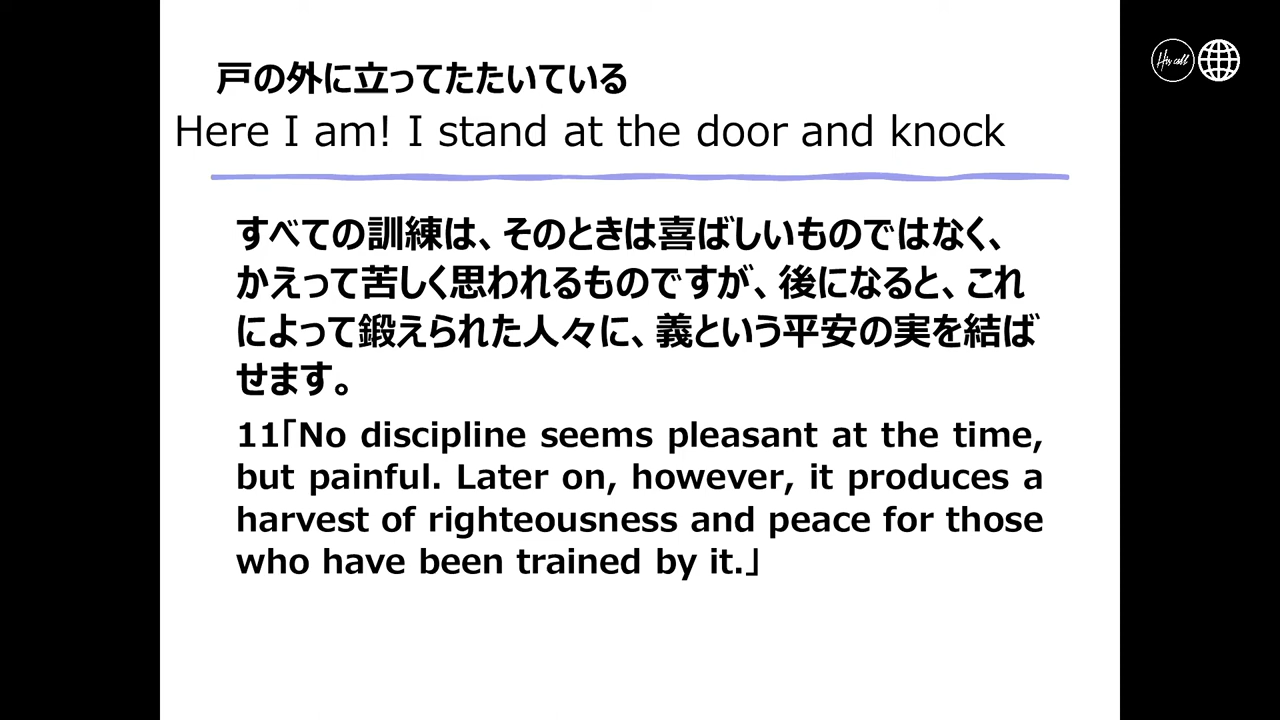 戸の外に立ってたたいている
Here I am! I stand at the door and knock
すべての訓練は、そのときは喜ばしいものではなく、
かえって苦しく思われるものですが、後になると、これ
によって鍛えられた人々に、義という平安の実を結ば
せます。
11「No discipline seems pleasant at the time,
but painful. Later on, however, it produces a
harvest of righteousness and peace for those
who have been trained by it.」
His call